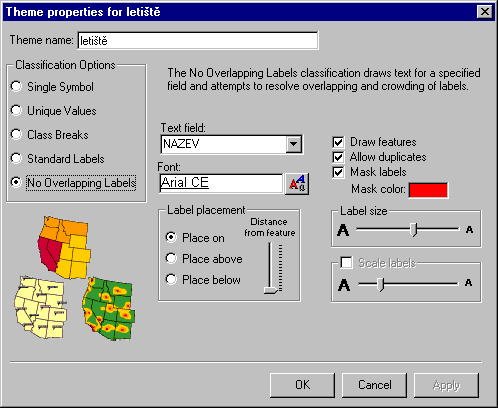 Theme properties for letiště
Theme name: letiště
Classification Options
Single Symbol
Unique Values
Class Breaks
Standard Labels
No Overlapping Labels
The No Overlapping Labels classification draws text for a specified
field and attempts to resolve overlapping and crowding of labels.
Text field:
NAZEV
Font:
Arial CE
Draw features
Allow duplicates
Mask labels
Mask color:
Label placement
Place on
Place above
Place below
Distance
from feature
Label size
A A
Scale labels
A A
OK Cancel Apply